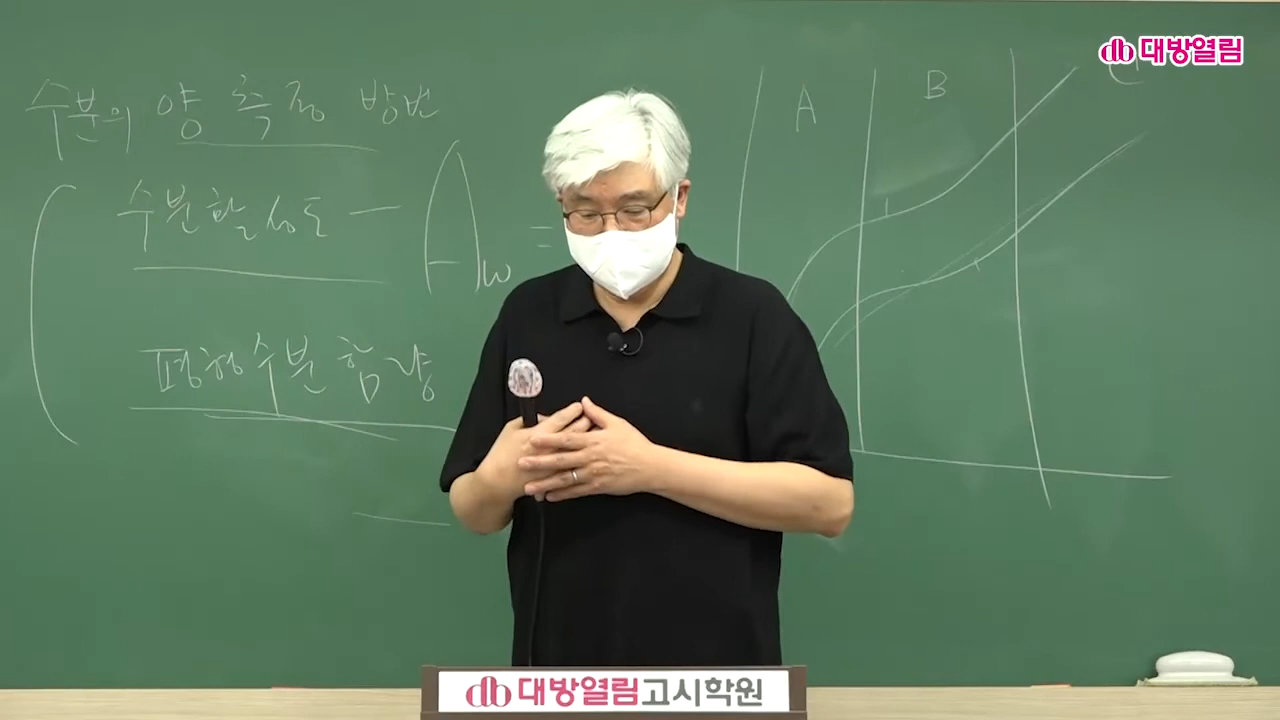 대방열림
수분의 양 측정 방법
A
B
C
수분활성도 - Aw =
평형수분함량
대방열림고시학원